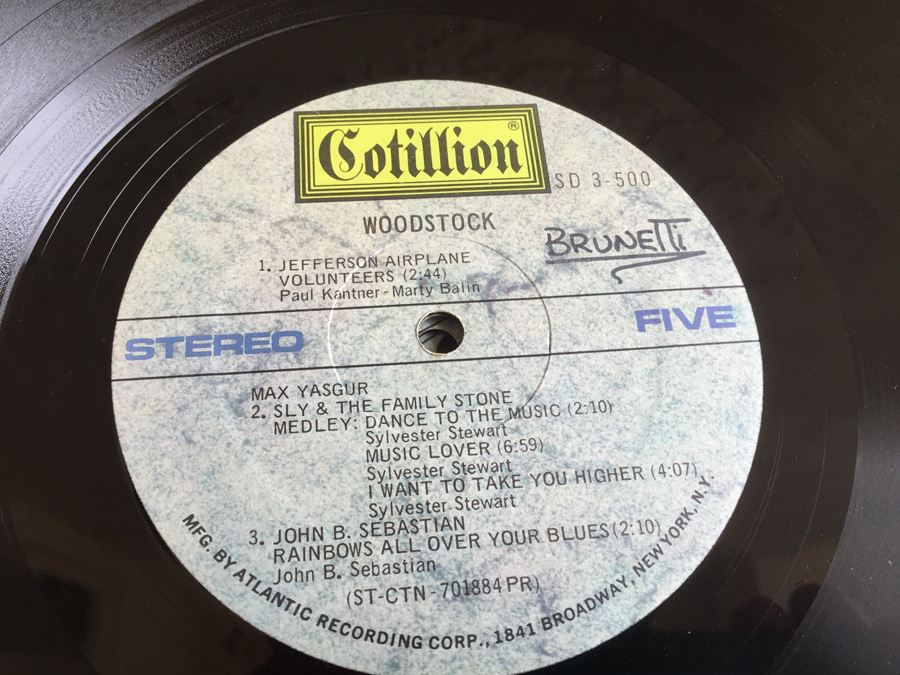 Cotillion®
SD 3-500
WOODSTOCK
BRUNETTi
1. JEFFERSON AIRPLANE
VOLUNTEERS (2:44)
Paul Kantner-Marty Balin
STEREO
FIVE
MAX YASGUR
2. SLY & THE FAMILY STONE
MEDLEY: DANCE TO THE MUSIC (2:10)
Sylvester Stewart
MUSIC LOVER (6:59)
Sylvester Stewart
I WANT TO TAKE YOU HIGHER (4:07)
Sylvester Stewart
3. JOHN B. SEBASTIAN
RAINBOWS ALL OVER YOUR BLUES (2:10)
John B. Sebastian
(ST-CTN-701884 PR)
MFG. BY ATLANTIC RECORDING CORP., 1841 BROADWAY, NEW YORK, N.Y.